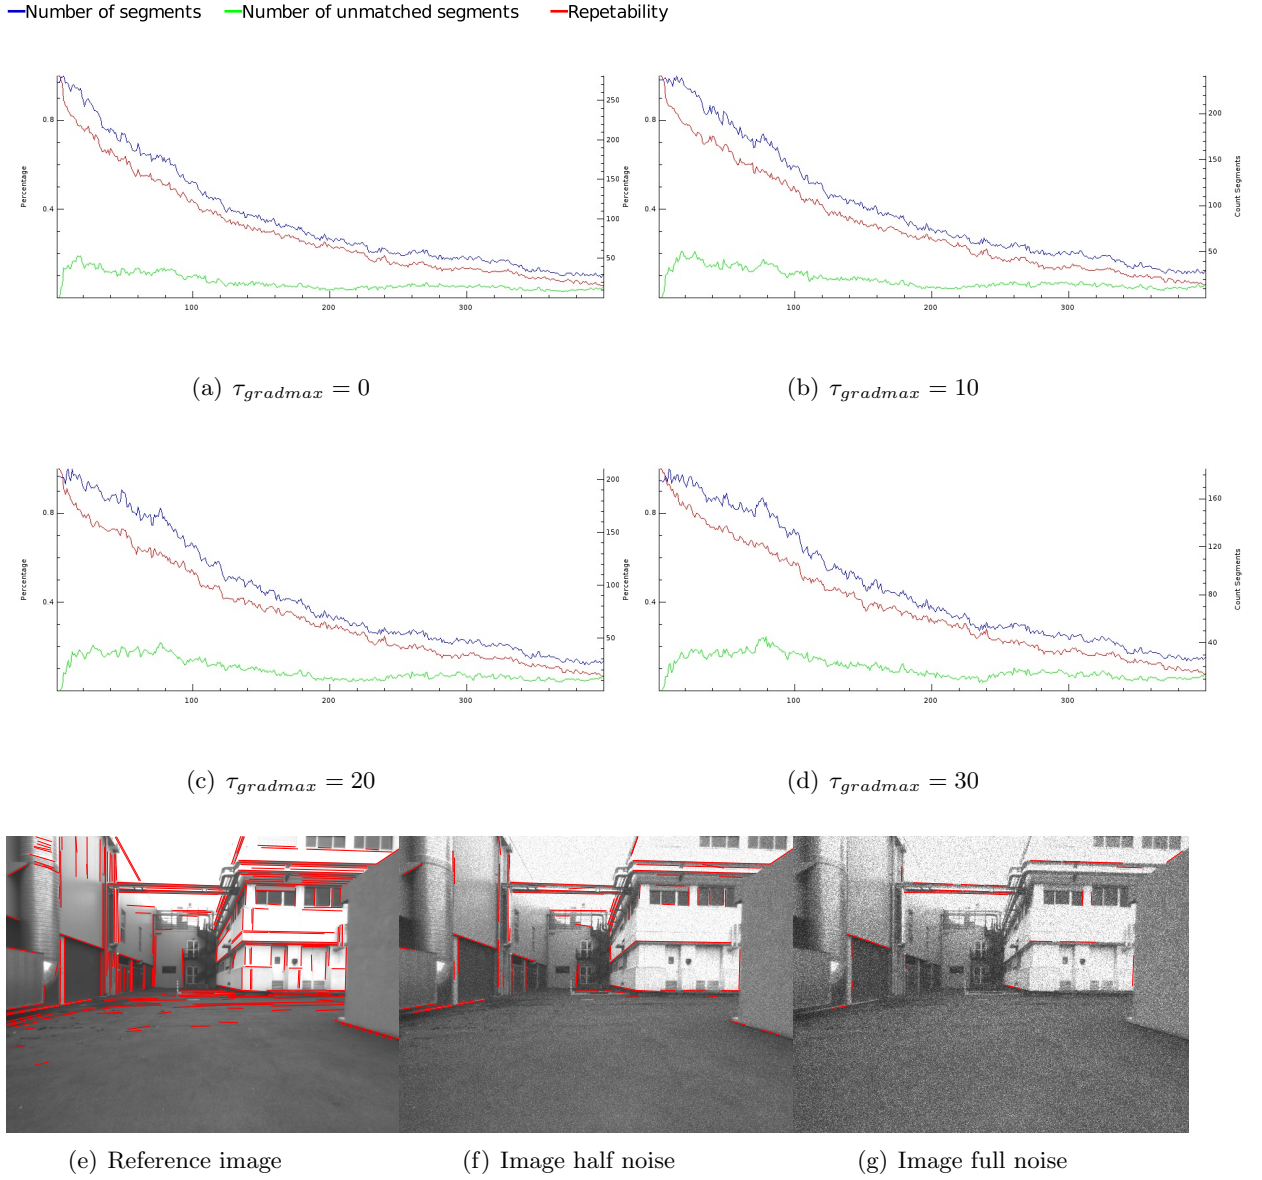 Number of segments Number of unmatched segments Repetability
0.8
0.4
Percentage
250
200
150
100
50
Percentage
100 200 300
0.8
0.4
200
150
100
50
Count Segments
100 200 300
(a) τgradmax = 0
(b) τgradmax = 10
0.8
0.4
Percentage
200
150
100
50
Percentage
100 200 300
0.8
0.4
160
120
80
40
Count Segments
100 200 300
(c) τgradmax = 20
(d) τgradmax = 30
(e) Reference image
(f) Image half noise
(g) Image full noise